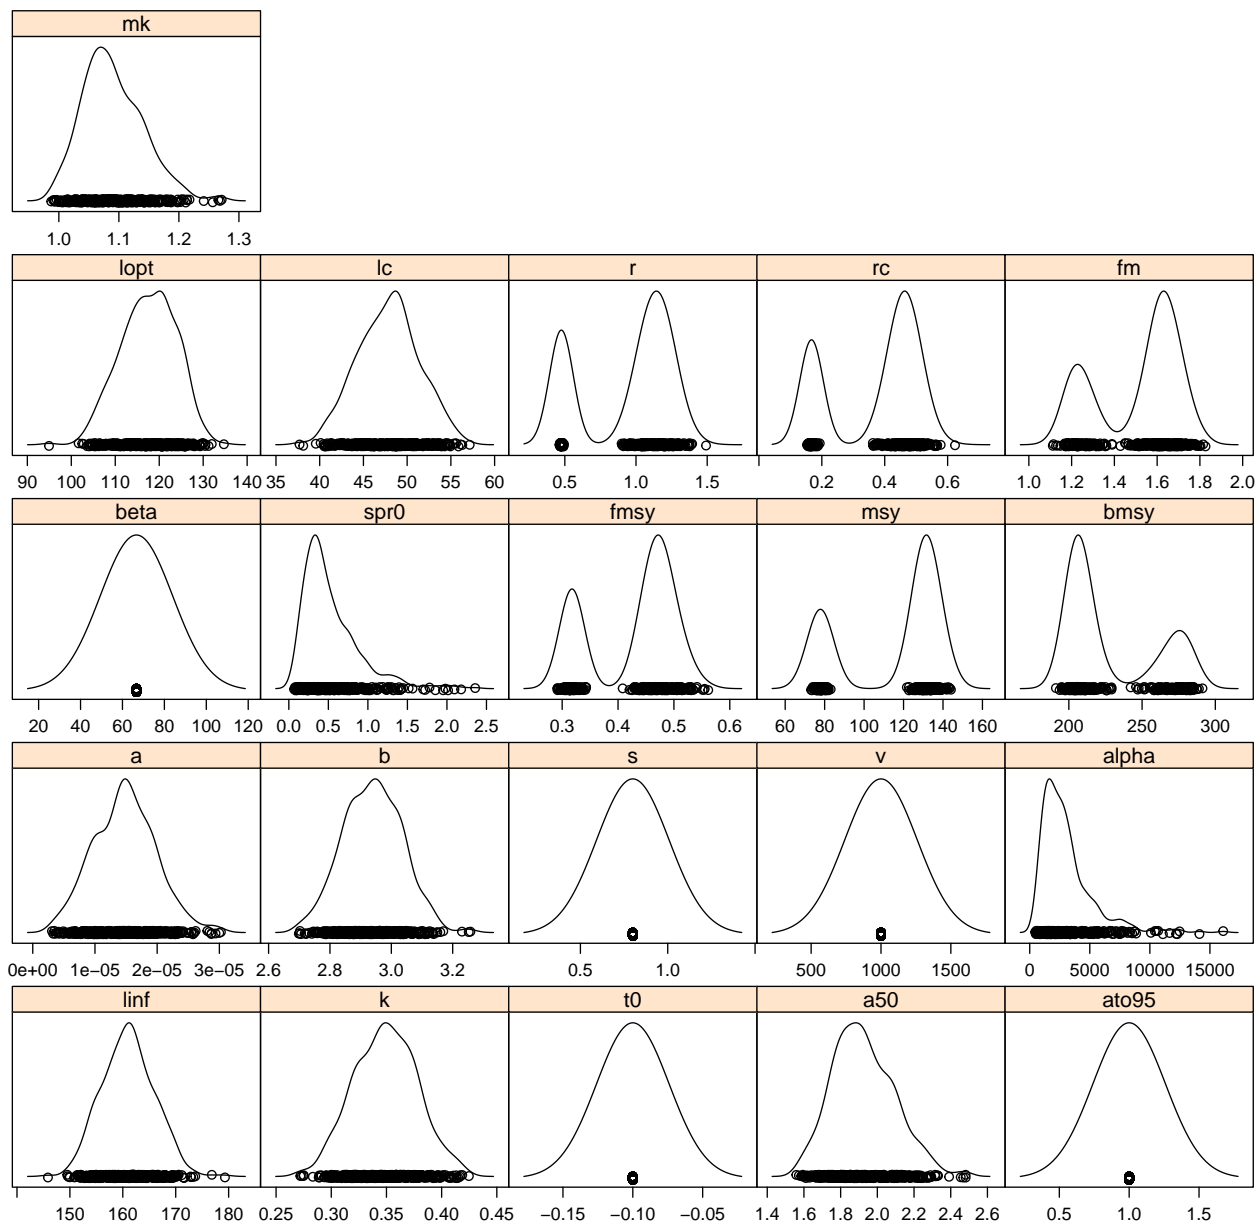 mk
1.0 1.1 1.2 1.3
lopt lc r rc fm
90 100 110 120 130 140 35 40 45 50 55 60 0.5 1.0 1.5 0.2 0.4 0.6 1.0 1.2 1.4 1.6 1.8 2.0
beta spr0 fmsy msy bmsy
20 40 60 80 100 120 0.0 0.5 1.0 1.5 2.0 2.5 0.3 0.4 0.5 0.6 60 80 100 120 140 160 200 250 300
a b s v alpha
0e+00 1e-05 2e-05 3e-05 2.6 2.8 3.0 3.2 0.5 1.0 500 1000 1500 0 5000 10000 15000
linf k t0 a50 ato95
150 160 170 180 0.25 0.30 0.35 0.40 0.45 −0.15 −0.10 −0.05 1.4 1.6 1.8 2.0 2.2 2.4 2.6 0.5 1.0 1.5